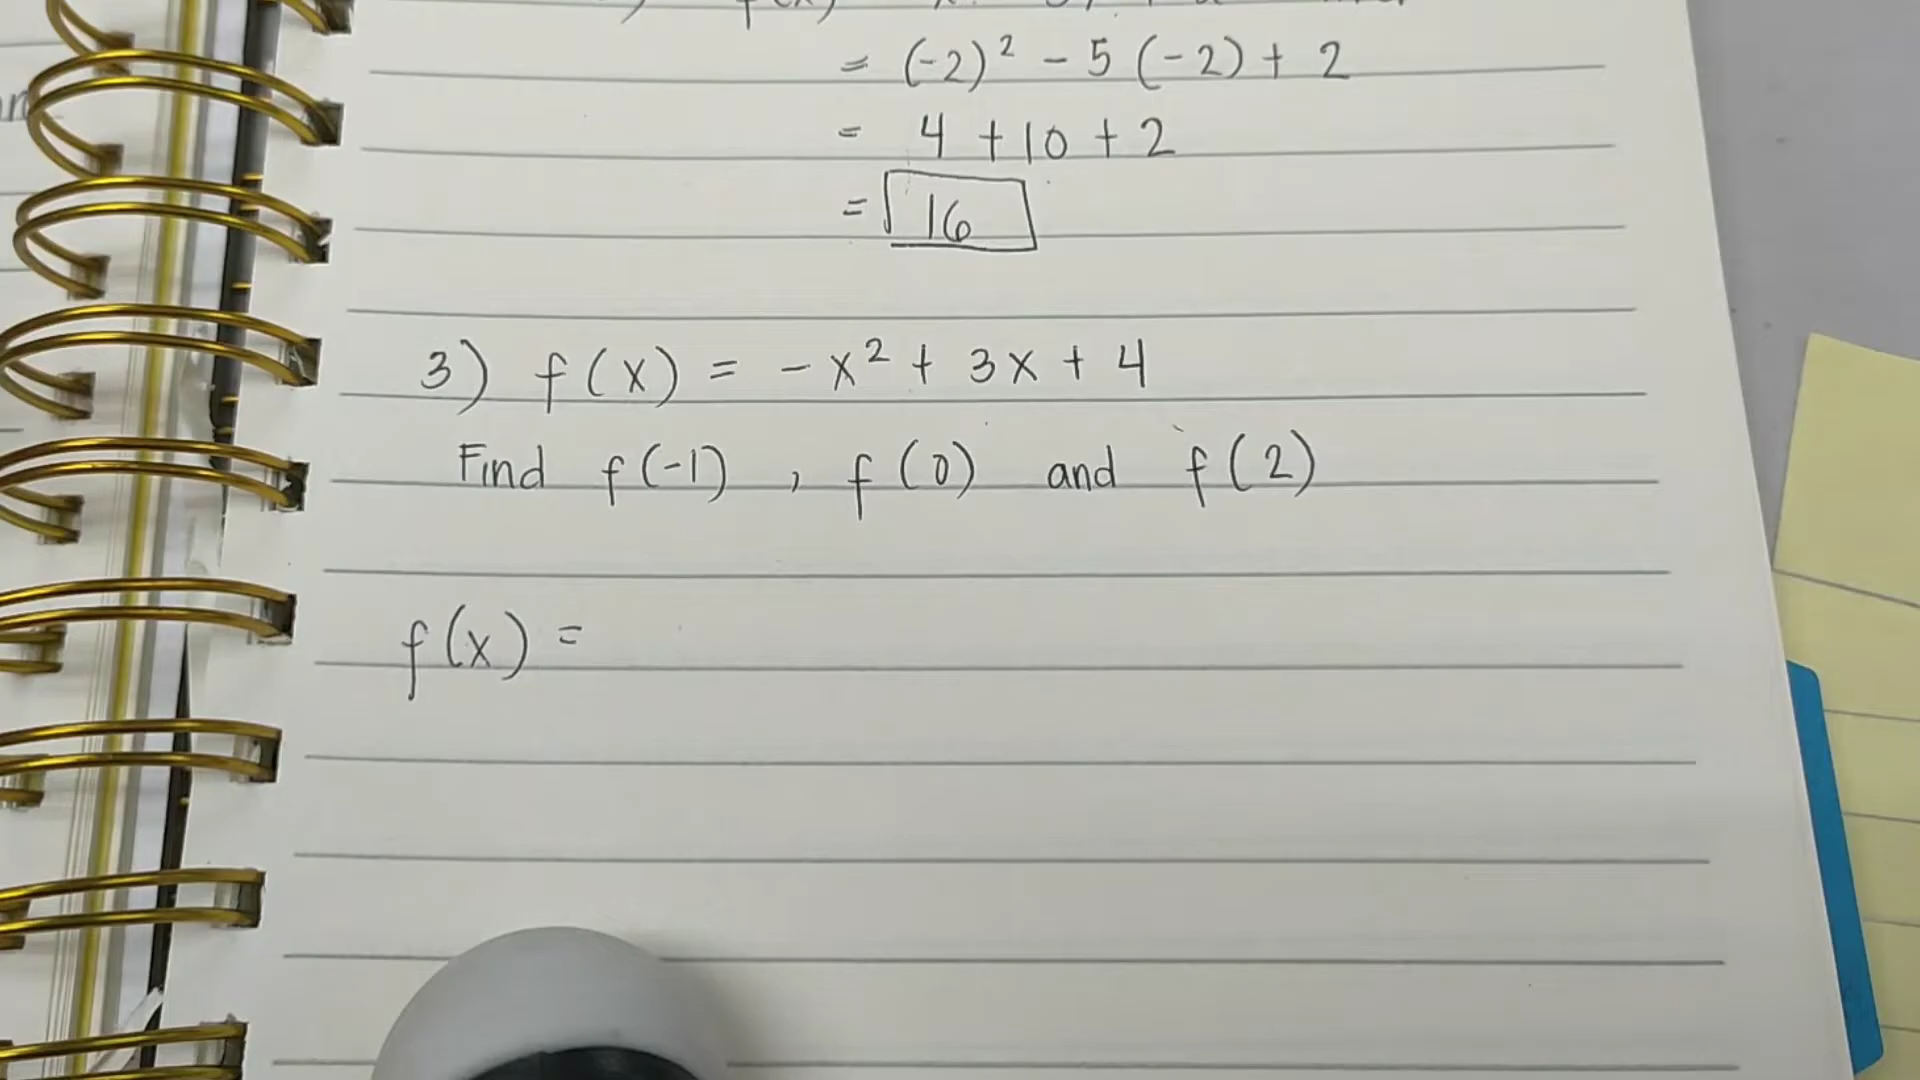 = (-2)² - 5 (-2) + 2
= 4 + 10 + 2
= 16
3) f(x) = -x² + 3x + 4
Find f(-1) , f(0) and f(2)
f(x) =